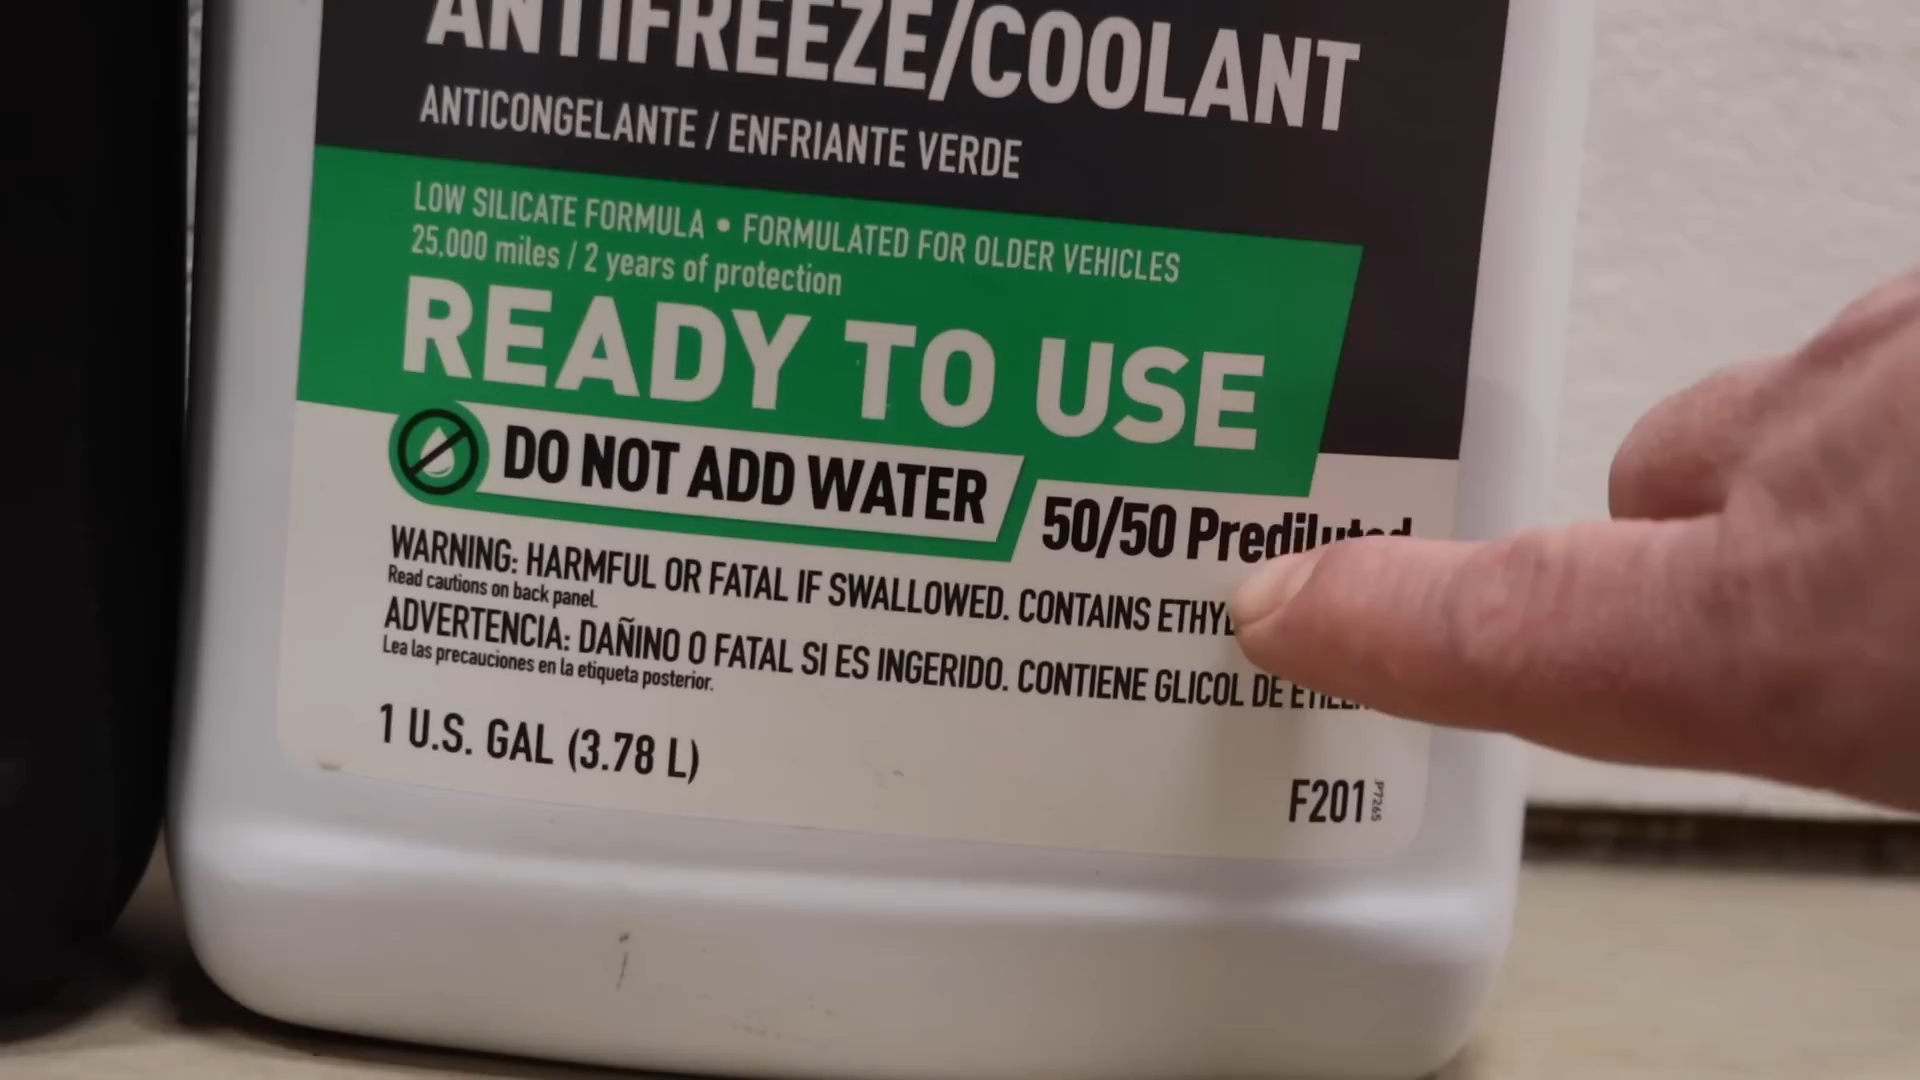 ANTIFREEZE/COOLANT
ANTICONGELANTE / ENFRIANTE VERDE
LOW SILICATE FORMULA • FORMULATED FOR OLDER VEHICLES
25,000 miles / 2 years of protection
READY TO USE
DO NOT ADD WATER
50/50 Prediluted
WARNING: HARMFUL OR FATAL IF SWALLOWED. CONTAINS
Read cautions on back panel.
ADVERTENCIA: DAÑINO O FATAL SI ES INGERIDO. CONTIENE GLICOL DE
Lea las precauciones en la etiqueta posterior.
1 U.S. GAL (3.78 L)
F201
P7265